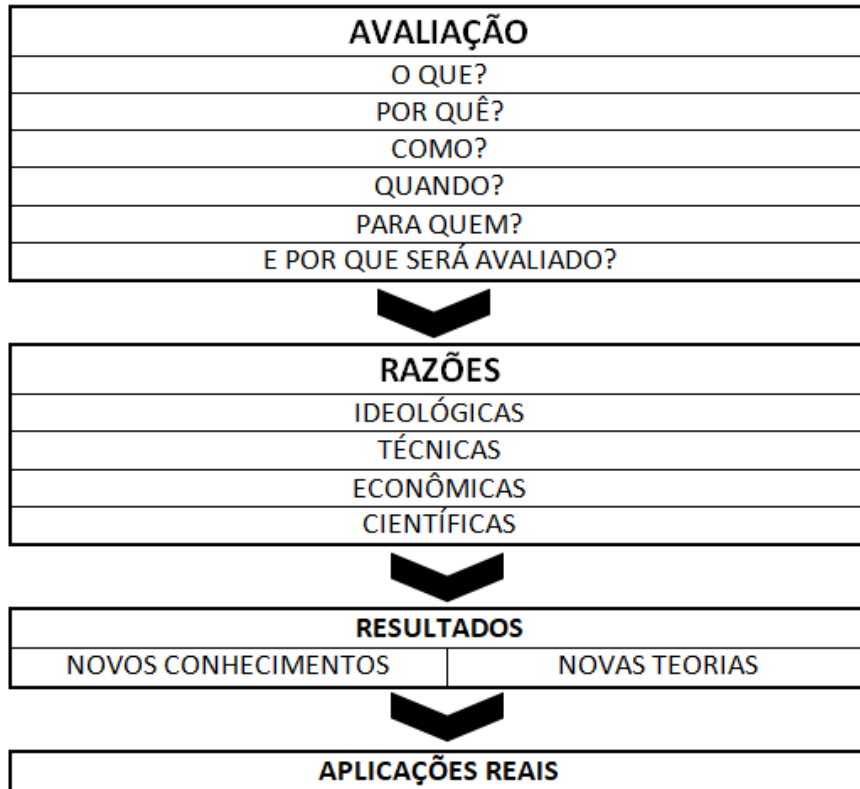 AVALIAÇÃO
O QUE?
POR QUÊ?
COMO?
QUANDO?
PARA QUEM?
E POR QUE SERÁ AVALIADO?
RAZÕES
IDEOLÓGICAS
TÉCNICAS
ECONÔMICAS
CIENTÍFICAS
RESULTADOS
NOVOS CONHECIMENTOS
NOVAS TEORIAS
APLICAÇÕES REAIS